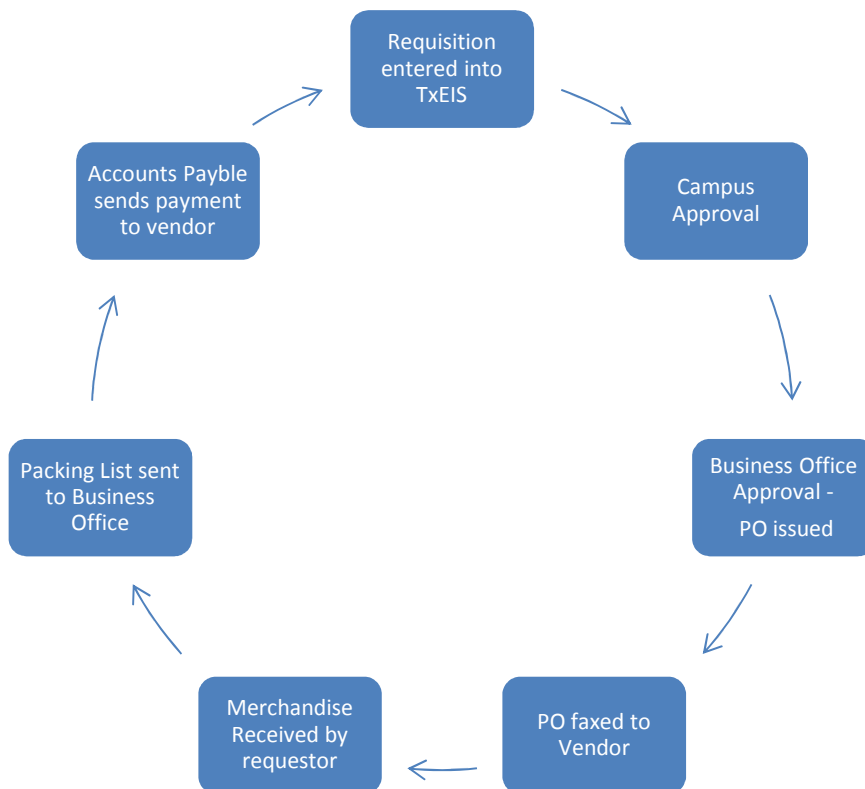 Requisition
entered into
TxEIS
Campus
Approval
Business Office
Approval -
PO issued
PO faxed to
Vendor
Merchandise
Received by
requestor
Packing List sent
to Business
Office
Accounts Payble
sends payment
to vendor